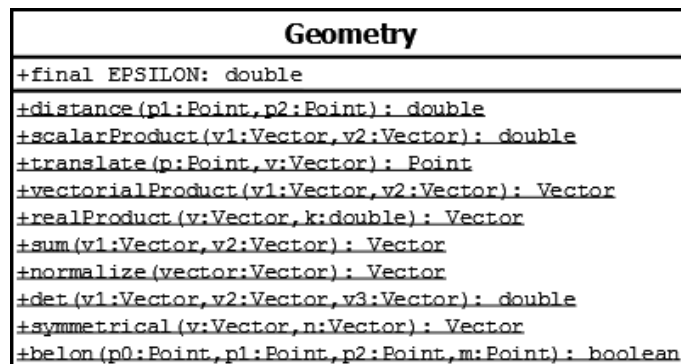 Geometry
+final EPSILON: double
+distance(p1:Point,p2:Point): double
+scalarProduct(v1:Vector,v2:Vector): double
+translate(p:Point,v:Vector): Point
+vectorialProduct(v1:Vector,v2:Vector): Vector
+realProduct(v:Vector,k:double): Vector
+sum(v1:Vector,v2:Vector): Vector
+normalize(vector:Vector): Vector
+det(v1:Vector,v2:Vector,v3:Vector): double
+symmetrical(v:Vector,n:Vector): Vector
+belon(p0:Point,p1:Point,p2:Point,m:Point): boolean